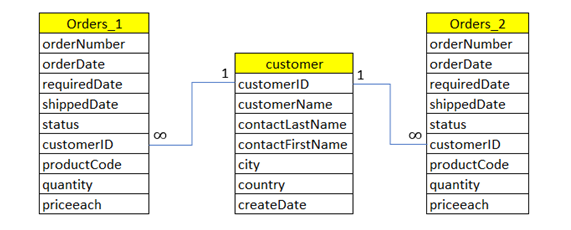 Orders_1
orderNumber
orderDate
requiredDate
shippedDate
status
customerID
productCode
quantity
priceeach
∞
1
customer
customerID
customerName
contactLastName
contactFirstName
city
country
createDate
1
∞
Orders_2
orderNumber
orderDate
requiredDate
shippedDate
status
customerID
productCode
quantity
priceeach